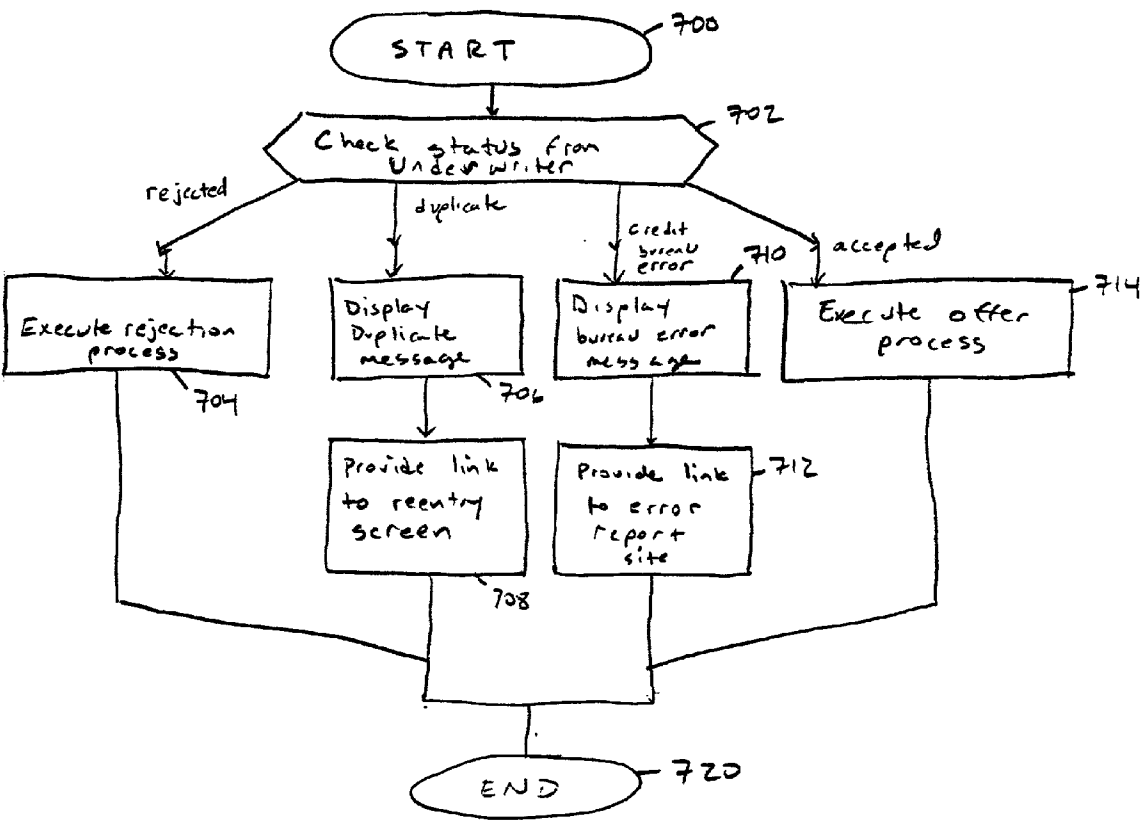 START
700
702
Check status from
Underwriter
rejected
duplicate
credit
bureau
error
accepted
710
714
Execute rejection
process
704
Display
Duplicate
message
706
Display
bureau error
message
Execute offer
process
Provide link
to reentry
screen
708
Provide link
to error
report
site
712
END
720